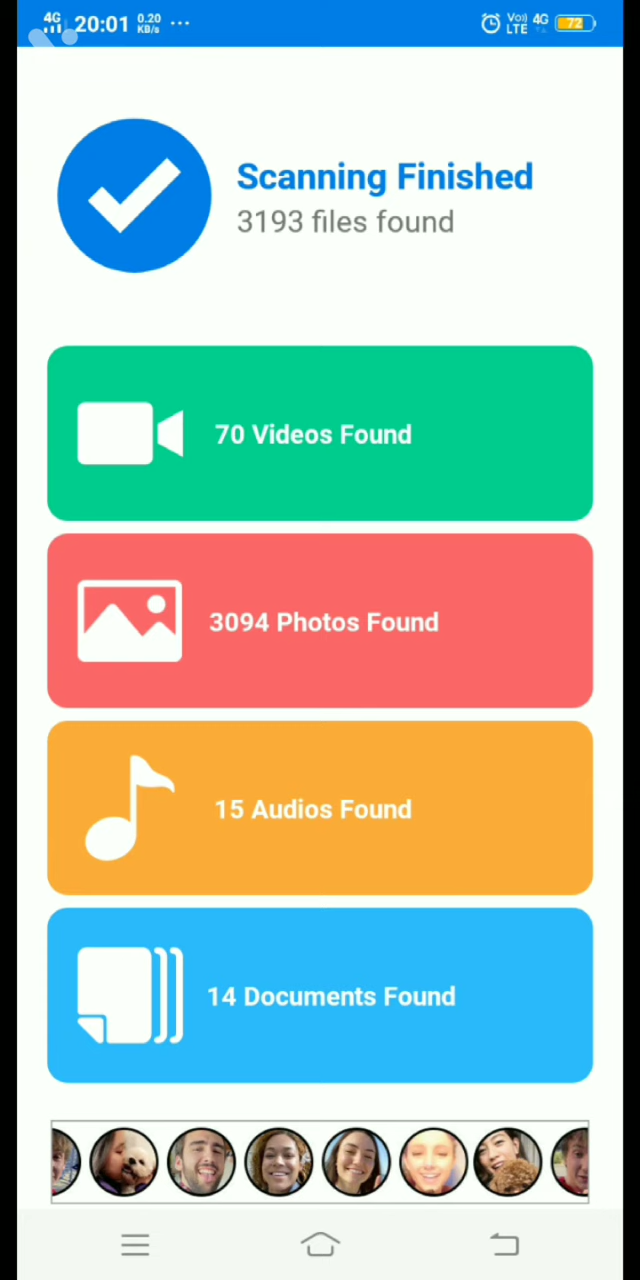 4G 20:01 0.20 KB/s ... Vo)) LTE 4G 72
Scanning Finished
3193 files found
70 Videos Found
3094 Photos Found
15 Audios Found
14 Documents Found